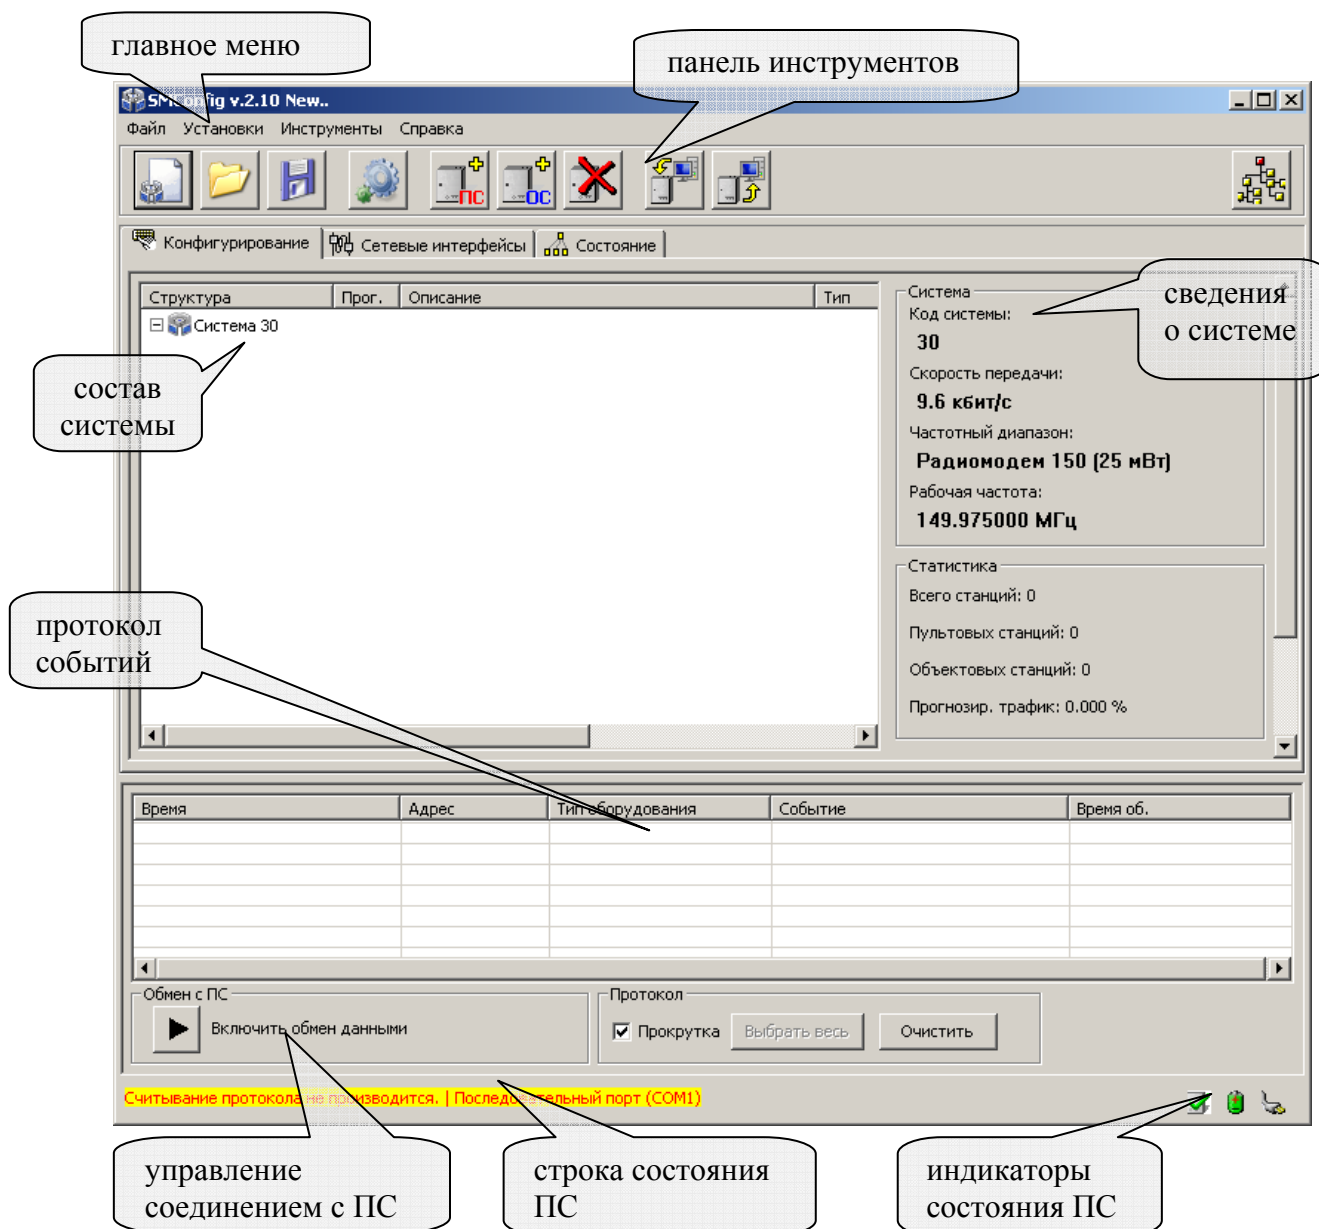 главное меню
панель инструментов
SMConfig v.2.10 New..
Файл Установки Инструменты Справка
ПС ОС
Конфигурирование Сетевые интерфейсы Состояние
Структура Прог. Описание Тип
Система 30
состав
системы
Система
Код системы:
30
Скорость передачи:
9.6 кбит/с
Частотный диапазон:
Радиомодем 150 (25 мВт)
Рабочая частота:
149.975000 МГц
сведения
о системе
Статистика
Всего станций: 0
Пультовых станций: 0
Объектовых станций: 0
Прогнозир. трафик: 0.000 %
протокол
событий
Время Адрес Тип оборудования Событие Время об.
Обмен с ПС
Включить обмен данными
Протокол
Прокрутка Выбрать весь Очистить
Считывание протокола не производится. | Последовательный порт (COM1)
управление
соединением с ПС
строка состояния
ПС
индикаторы
состояния ПС